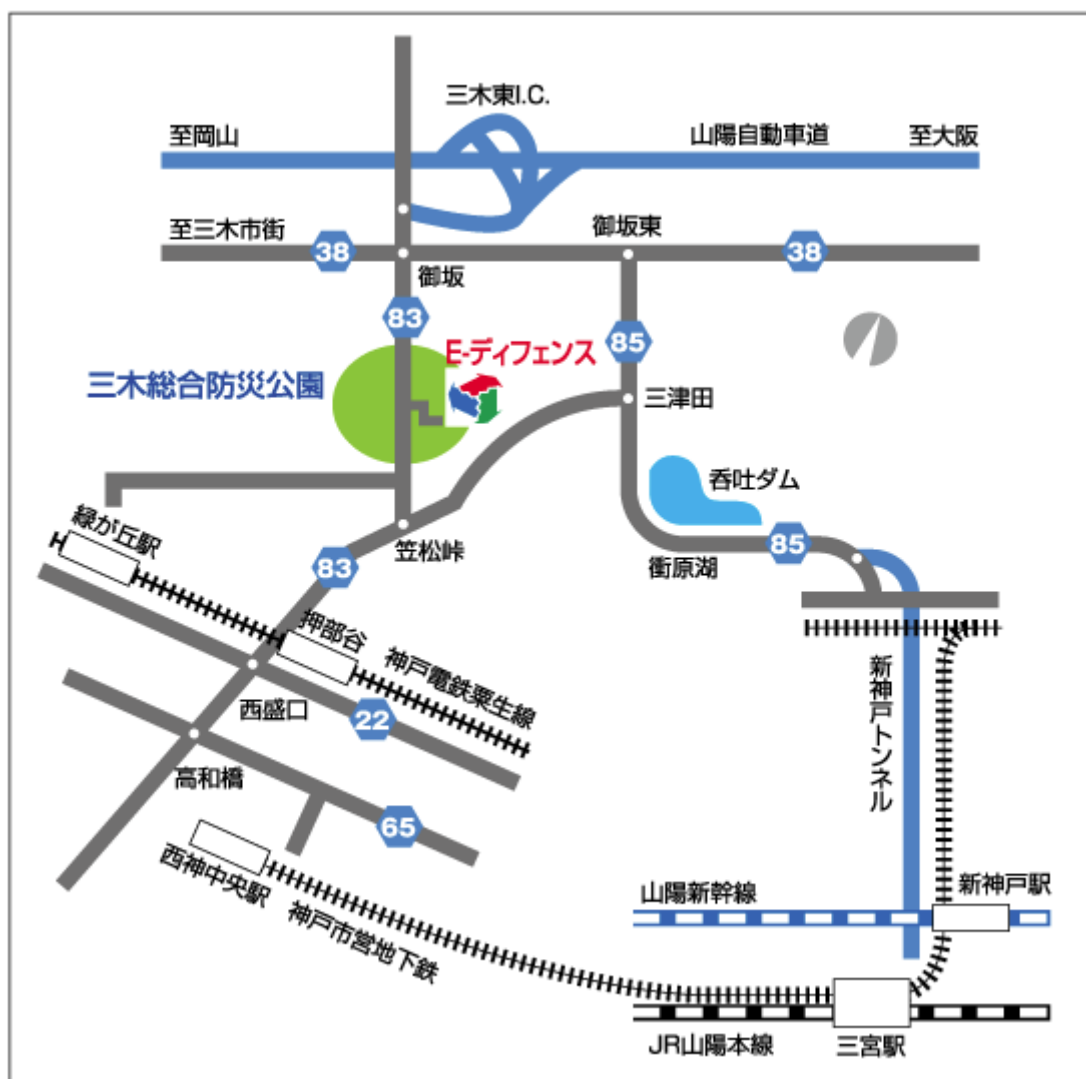 三木東I.C.
至岡山
山陽自動車道
至大阪
至三木市街
御坂東
38
38
御坂
83
85
E-ディフェンス
三木総合防災公園
三津田
呑吐ダム
緑が丘駅
笠松峠
85
衝原湖
83
押部谷
神戸電鉄粟生線
新神戸トンネル
西盛口
22
高和橋
65
西神中央駅
神戸市営地下鉄
山陽新幹線
新神戸駅
JR山陽本線
三宮駅